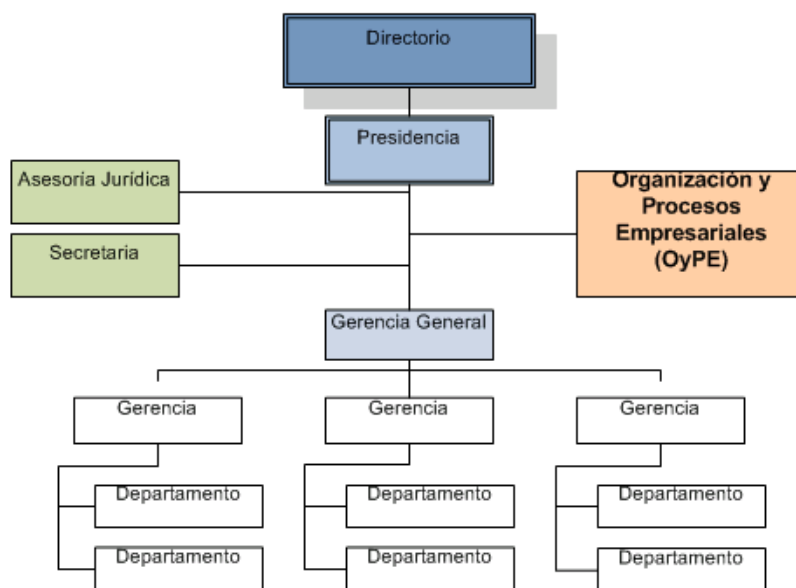 Directorio
Presidencia
Asesoría Jurídica
Organización y
Procesos
Empresariales
(OyPE)
Secretaria
Gerencia General
Gerencia
Gerencia
Gerencia
Departamento
Departamento
Departamento
Departamento
Departamento
Departamento